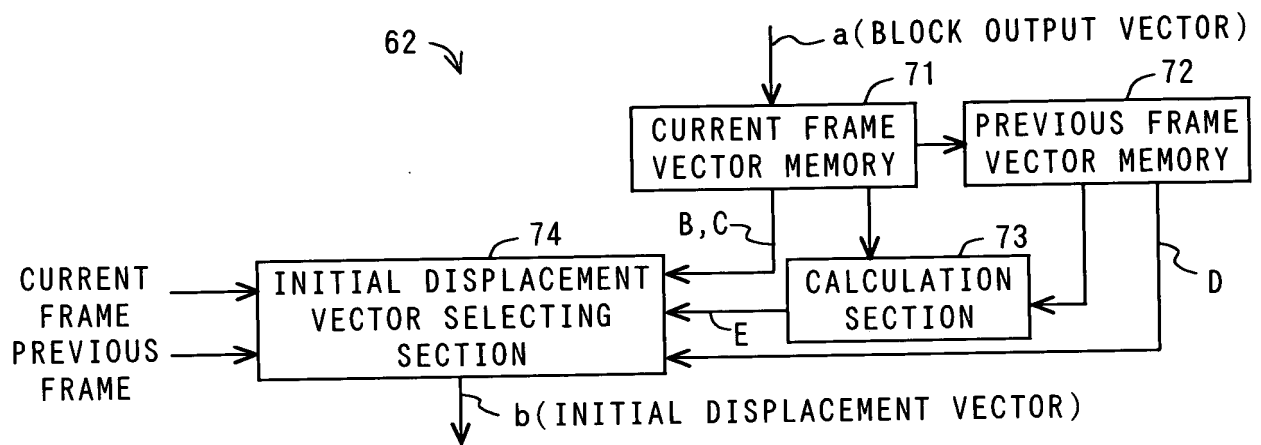 62
a(BLOCK OUTPUT VECTOR)
71
72
CURRENT FRAME
VECTOR MEMORY
PREVIOUS FRAME
VECTOR MEMORY
B,C
74
73
D
CURRENT
FRAME
PREVIOUS
FRAME
INITIAL DISPLACEMENT
VECTOR SELECTING
SECTION
E
CALCULATION
SECTION
b(INITIAL DISPLACEMENT VECTOR)